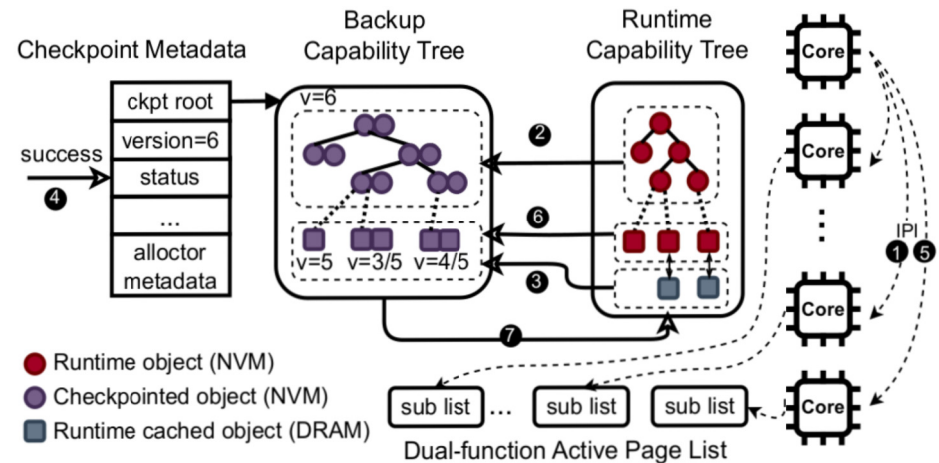 Checkpoint Metadata
Backup
Capability Tree
Runtime
Capability Tree
ckpt root
version=6
status
...
alloctor
metadata
success
4
v=6
v=5
v=3/5
v=4/5
2
6
3
7
Core
Core
Core
Core
IPI
1
5
Runtime object (NVM)
Checkpointed object (NVM)
Runtime cached object (DRAM)
sub list
...
sub list
sub list
Dual-function Active Page List